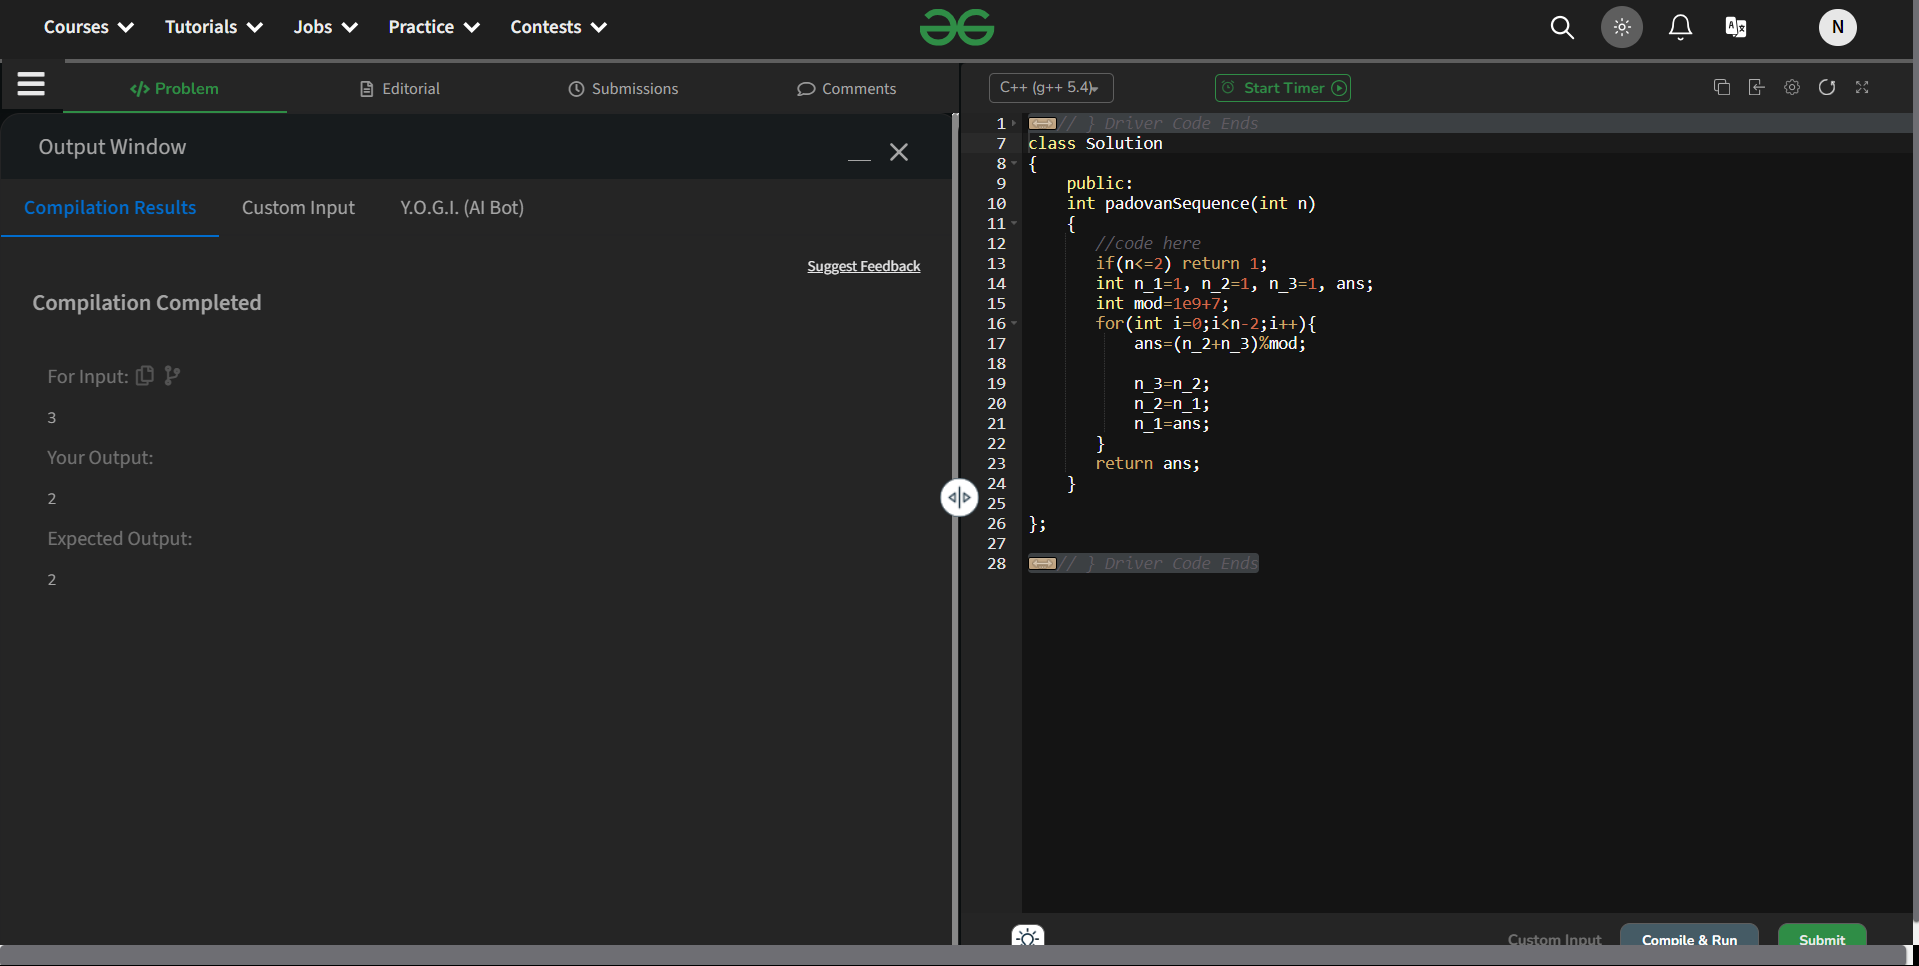 Courses Tutorials Jobs Practice Contests N
Problem Editorial Submissions Comments
C++ (g++ 5.4) Start Timer
Output Window
Compilation Results Custom Input Y.O.G.I. (AI Bot)
Suggest Feedback
Compilation Completed
For Input:
3
Your Output:
2
Expected Output:
2
1 // } Driver Code Ends
7 class Solution
8 {
9 public:
10 int padovanSequence(int n)
11 {
12 //code here
13 if(n<=2) return 1;
14 int n_1=1, n_2=1, n_3=1, ans;
15 int mod=1e9+7;
16 for(int i=0;i<n-2;i++){
17 ans=(n_2+n_3)%mod;
18
19 n_3=n_2;
20 n_2=n_1;
21 n_1=ans;
22 }
23 return ans;
24 }
25
26 };
27
28 // } Driver Code Ends
Custom Input Compile & Run Submit